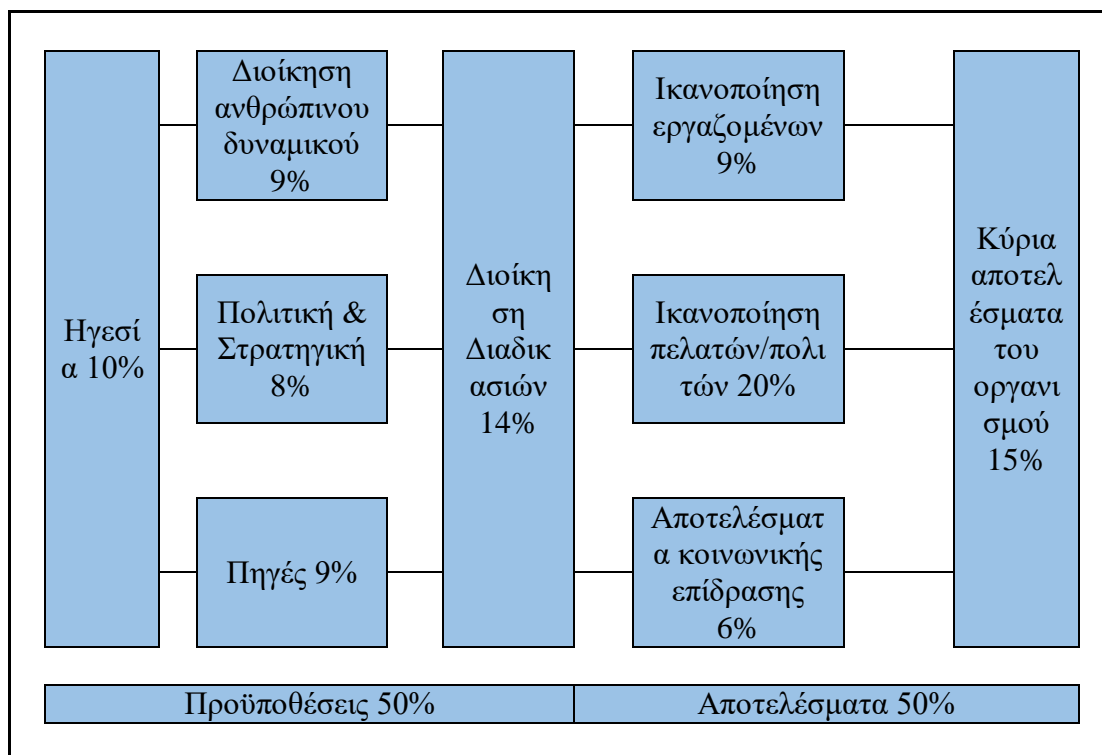 Ηγεσί
α 10%
Διοίκηση
ανθρώπινου
δυναμικού
9%
Πολιτική &
Στρατηγική
8%
Πηγές 9%
Διοίκη
ση
Διαδικ
ασιών
14%
Ικανοποίηση
εργαζομένων
9%
Ικανοποίηση
πελατών/πολι
τών 20%
Αποτελέσματ
α κοινωνικής
επίδρασης
6%
Κύρια
αποτελ
έσματα
του
οργανι
σμού
15%
Προϋποθέσεις 50%
Αποτελέσματα 50%